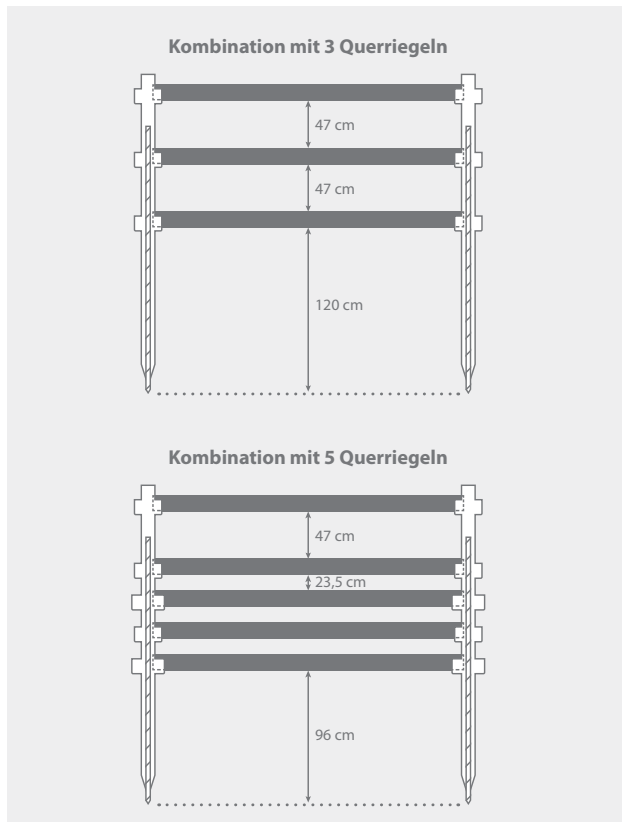 Kombination mit 3 Querriegeln
47 cm
47 cm
120 cm
Kombination mit 5 Querriegeln
47 cm
23,5 cm
96 cm